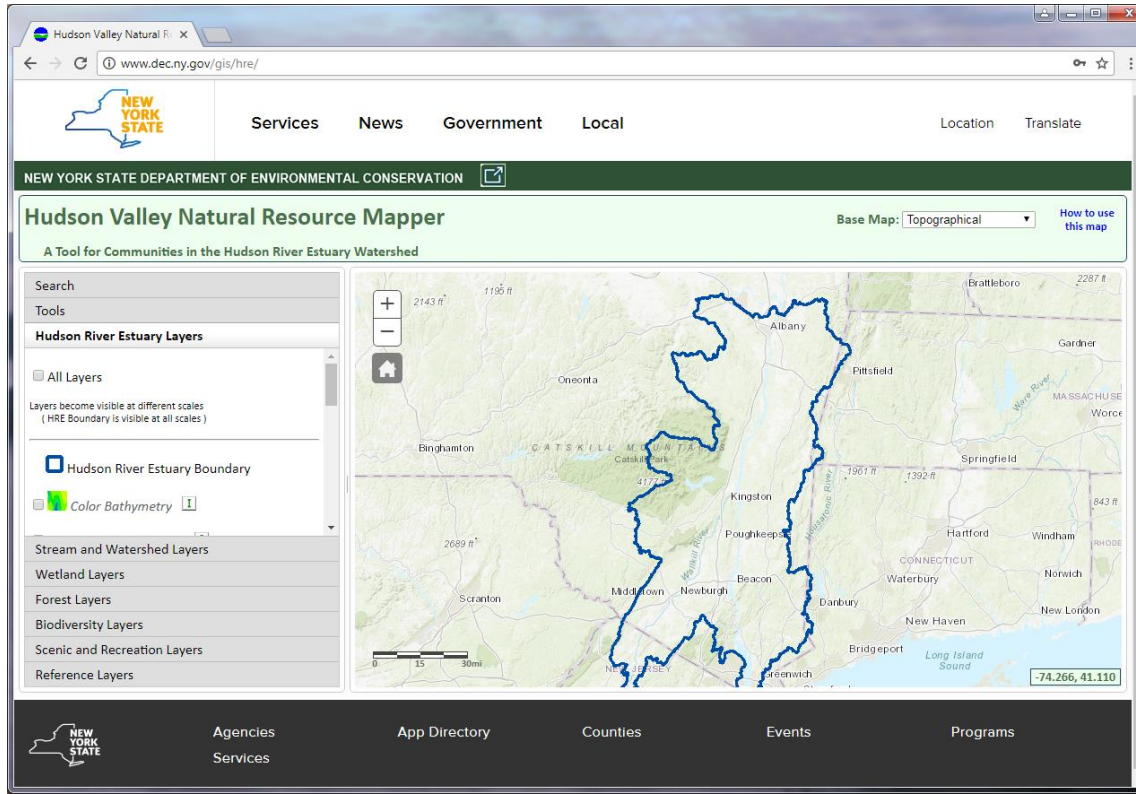 Hudson Valley Natural Re
www.dec.ny.gov/gis/hre/
NEW
YORK
STATE
Services
News
Government
Local
Location
Translate
NEW YORK STATE DEPARTMENT OF ENVIRONMENTAL CONSERVATION
Hudson Valley Natural Resource Mapper
Base Map: Topographical
How to use
this map
A Tool for Communities in the Hudson River Estuary Watershed
Search
Tools
Hudson River Estuary Layers
All Layers
Layers become visible at different scales
( HRE Boundary is visible at all scales )
Hudson River Estuary Boundary
Color Bathymetry I
Stream and Watershed Layers
Wetland Layers
Forest Layers
Biodiversity Layers
Scenic and Recreation Layers
Reference Layers
+
−
2143 ft
1195 ft
Brattleboro
2287 ft
Albany
Gardner
Pittsfield
Oneonta
Ware River
MASSACHUSE
Worce
Binghamton
CATSKILL MOUNTAINS
Catskill Park
Springfield
4177 ft
1961 ft
1392 ft
Kingston
843 ft
Housatonic River
2689 ft
Poughkeepsie
Hartford
Windham
RHODE
Wallkill River
CONNECTICUT
Norwich
Beacon
Waterbury
Scranton
Middletown
Newburgh
Danbury
New London
New Haven
Bridgeport
Long Island
Sound
0 15 30mi
NEW JERSEY
Greenwich
-74.266, 41.110
NEW
YORK
STATE
Agencies
App Directory
Counties
Events
Programs
Services